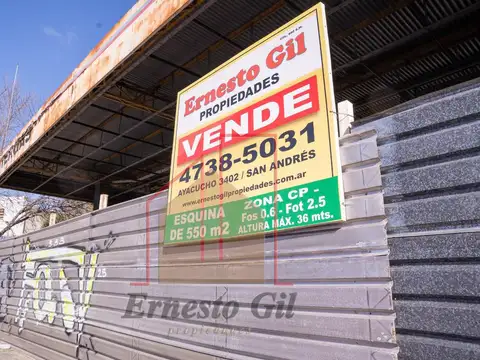 Ernesto Gil
PROPIEDADES
VENDE
4738-5031
AYACUCHO 3402 / SAN ANDRÉS
www.ernestogilpropiedades.com.ar
ESQUINA
DE 550 m2
ZONA CP -
Fos 0.6 - Fot 2.5
ALTURA MÁX. 36 mts.
Ernesto Gil
propiedades